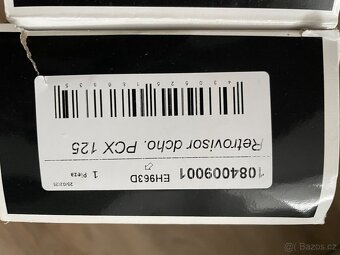 Retrovisor dcho. PCX 125
1084009001
EH963D
1 Pieza
Bazos.cz